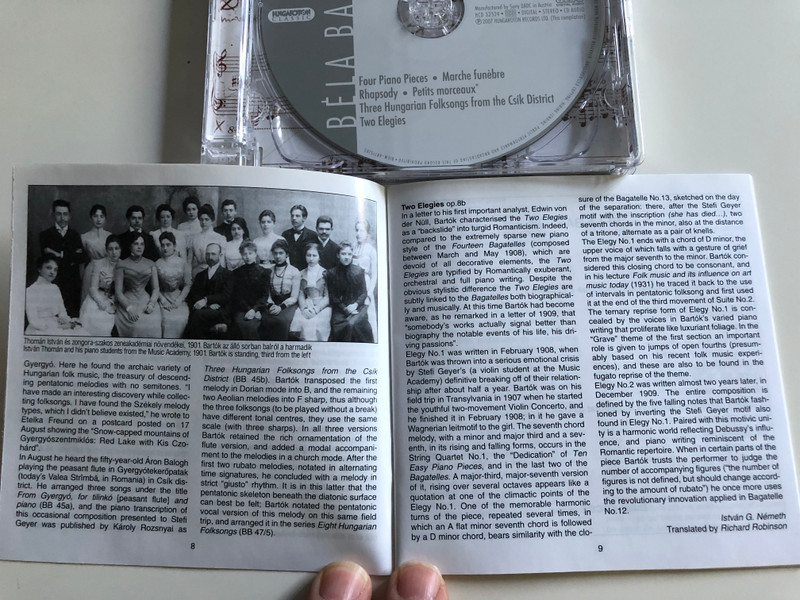 HUNGAROTON
CLASSIC
Manufactured by Sony DADC in Austria
BÉLA BA
Four Piano Pieces • Marche funèbre
Rhapsody • Petits morceaux
Three Hungarian Folksongs from the Csík District
Two Elegies
Thomán István és zongora-szakos zeneakadémia növendékei, 1901. Bartók az álló sorban balról a harmadik
István Thomán and his piano students from the Music Academy, 1901. Bartók is standing, third from the left
Gyergyó. Here he found the archaic variety of
Hungarian folk music, the treasury of descend-
ing pentatonic melodies with no semitones. "I
have made an interesting discovery while collec-
ting folksongs. I have found the Székely melody
types, which I didn't believe existed," he wrote to
Etelka Freund on a postcard posted on 17
August showing the "Snow-capped mountains of
Gyergyószentmiklós: Red Lake with Kis Czo-
hárd".
In August he heard the fifty-year-old Áron Balogh
playing the peasant flute in Gyergyótekerőpatak
(today's Valea Strîmbă, in Romania) in Csík dis-
trict. He arranged three songs under the title
From Gyergyó, for tilinkó [peasant flute] and
piano (BB 45a), and the piano transcription of
this occasional composition presented to Stefi
Geyer was published by Károly Rozsnyai as
Three Hungarian Folksongs from the Csík
District (BB 45b). Bartók transposed the first
melody in Dorian mode into B, and the remaining
two Aeolian melodies into F sharp, thus although
the three folksongs (to be played without a break)
have different tonal centres, they use the same
scale (with three sharps). In all three versions
Bartók retained the rich ornamentation of the
flute version, and added a modal accompani-
ment to the melodies in a church mode. After the
first two rubato melodies, notated in alternating
time signatures, he concluded with a melody in
strict "giusto" rhythm. It is in this latter that the
pentatonic skeleton beneath the diatonic surface
can best be felt; Bartók notated the pentatonic
vocal version of this melody on this same field
trip, and arranged it in the series Eight Hungarian
Folksongs (BB 47/5).
8
Two Elegies op.8b
In a letter to his first important analyst, Edwin von
der Nüll, Bartók characterised the Two Elegies
as a "backslide" into turgid Romanticism. Indeed,
compared to the extremely sparse new piano
style of the Fourteen Bagatelles (composed
between March and May 1908), which are
devoid of all decorative elements, the Two
Elegies are typified by Romantically exuberant,
orchestral and full piano writing. Despite the
obvious stylistic difference the Two Elegies are
subtly linked to the Bagatelles both biographical-
ly and musically. At this time Bartók had become
aware, as he remarked in a letter of 1909, that
"somebody's works actually signal better than
biography the notable events of his life, his dri-
ving passions".
Elegy No.1 was written in February 1908, when
Bartók was thrown into a serious emotional crisis
by Stefi Geyer's (a violin student at the Music
Academy) definitive breaking off of their relation-
ship after about half a year. Bartók was on his
field trip in Transylvania in 1907 when he started
the youthful two-movement Violin Concerto, and
he finished it in February 1908; in it he gave a
Wagnerian leitmotif to the girl. The seventh chord
melody, with a minor and major third and a sev-
enth, in its rising and falling forms, occurs in the
String Quartet No.1, the "Dedication" of Ten
Easy Piano Pieces, and in the last two of the
Bagatelles. A major-third, major-seventh version
of it, rising over several octaves appears like a
quotation at one of the climactic points of the
Elegy No.1. One of the memorable harmonic
turns of the piece, repeated several times, in
which an A flat minor seventh chord is followed
by a D minor chord, bears similarity with the clo-
sure of the Bagatelle No.13, sketched on the day
of the separation: there, after the Stefi Geyer
motif with the inscription (she has died…), two
seventh chords in the minor, also at the distance
of a tritone, alternate as a pair of knells.
The Elegy No.1 ends with a chord of D minor, the
upper voice of which falls with a gesture of grief
from the major seventh to the minor. Bartók con-
sidered this closing chord to be consonant, and
in his lecture Folk music and its influence on art
music today (1931) he traced it back to the use
of intervals in pentatonic folksong and first used
it at the end of the third movement of Suite No.2.
The ternary reprise form of Elegy No.1 is con-
cealed by the voices in Bartók's varied piano
writing that proliferate like luxuriant foliage. In the
"Grave" theme of the first section an important
role is given to jumps of open fourths (presum-
ably based on his recent folk music experi-
ences), and these are also to be found in the
fugato reprise of the theme.
Elegy No.2 was written almost two years later, in
December 1909. The entire composition is
defined by the five falling notes that Bartók fash-
ioned by inverting the Stefi Geyer motif also
found in Elegy No.1. Paired with this motivic uni-
ty is a harmonic world reflecting Debussy's influ-
ence, and piano writing reminiscent of the
Romantic repertoire. When in certain parts of the
piece Bartók trusts the performer to judge the
number of accompanying figures ("the number of
figures is not defined, but should change accord-
ing to the amount of rubato") he once more uses
the revolutionary innovation applied in Bagatelle
No.12.
István G. Németh
Translated by Richard Robinson
9